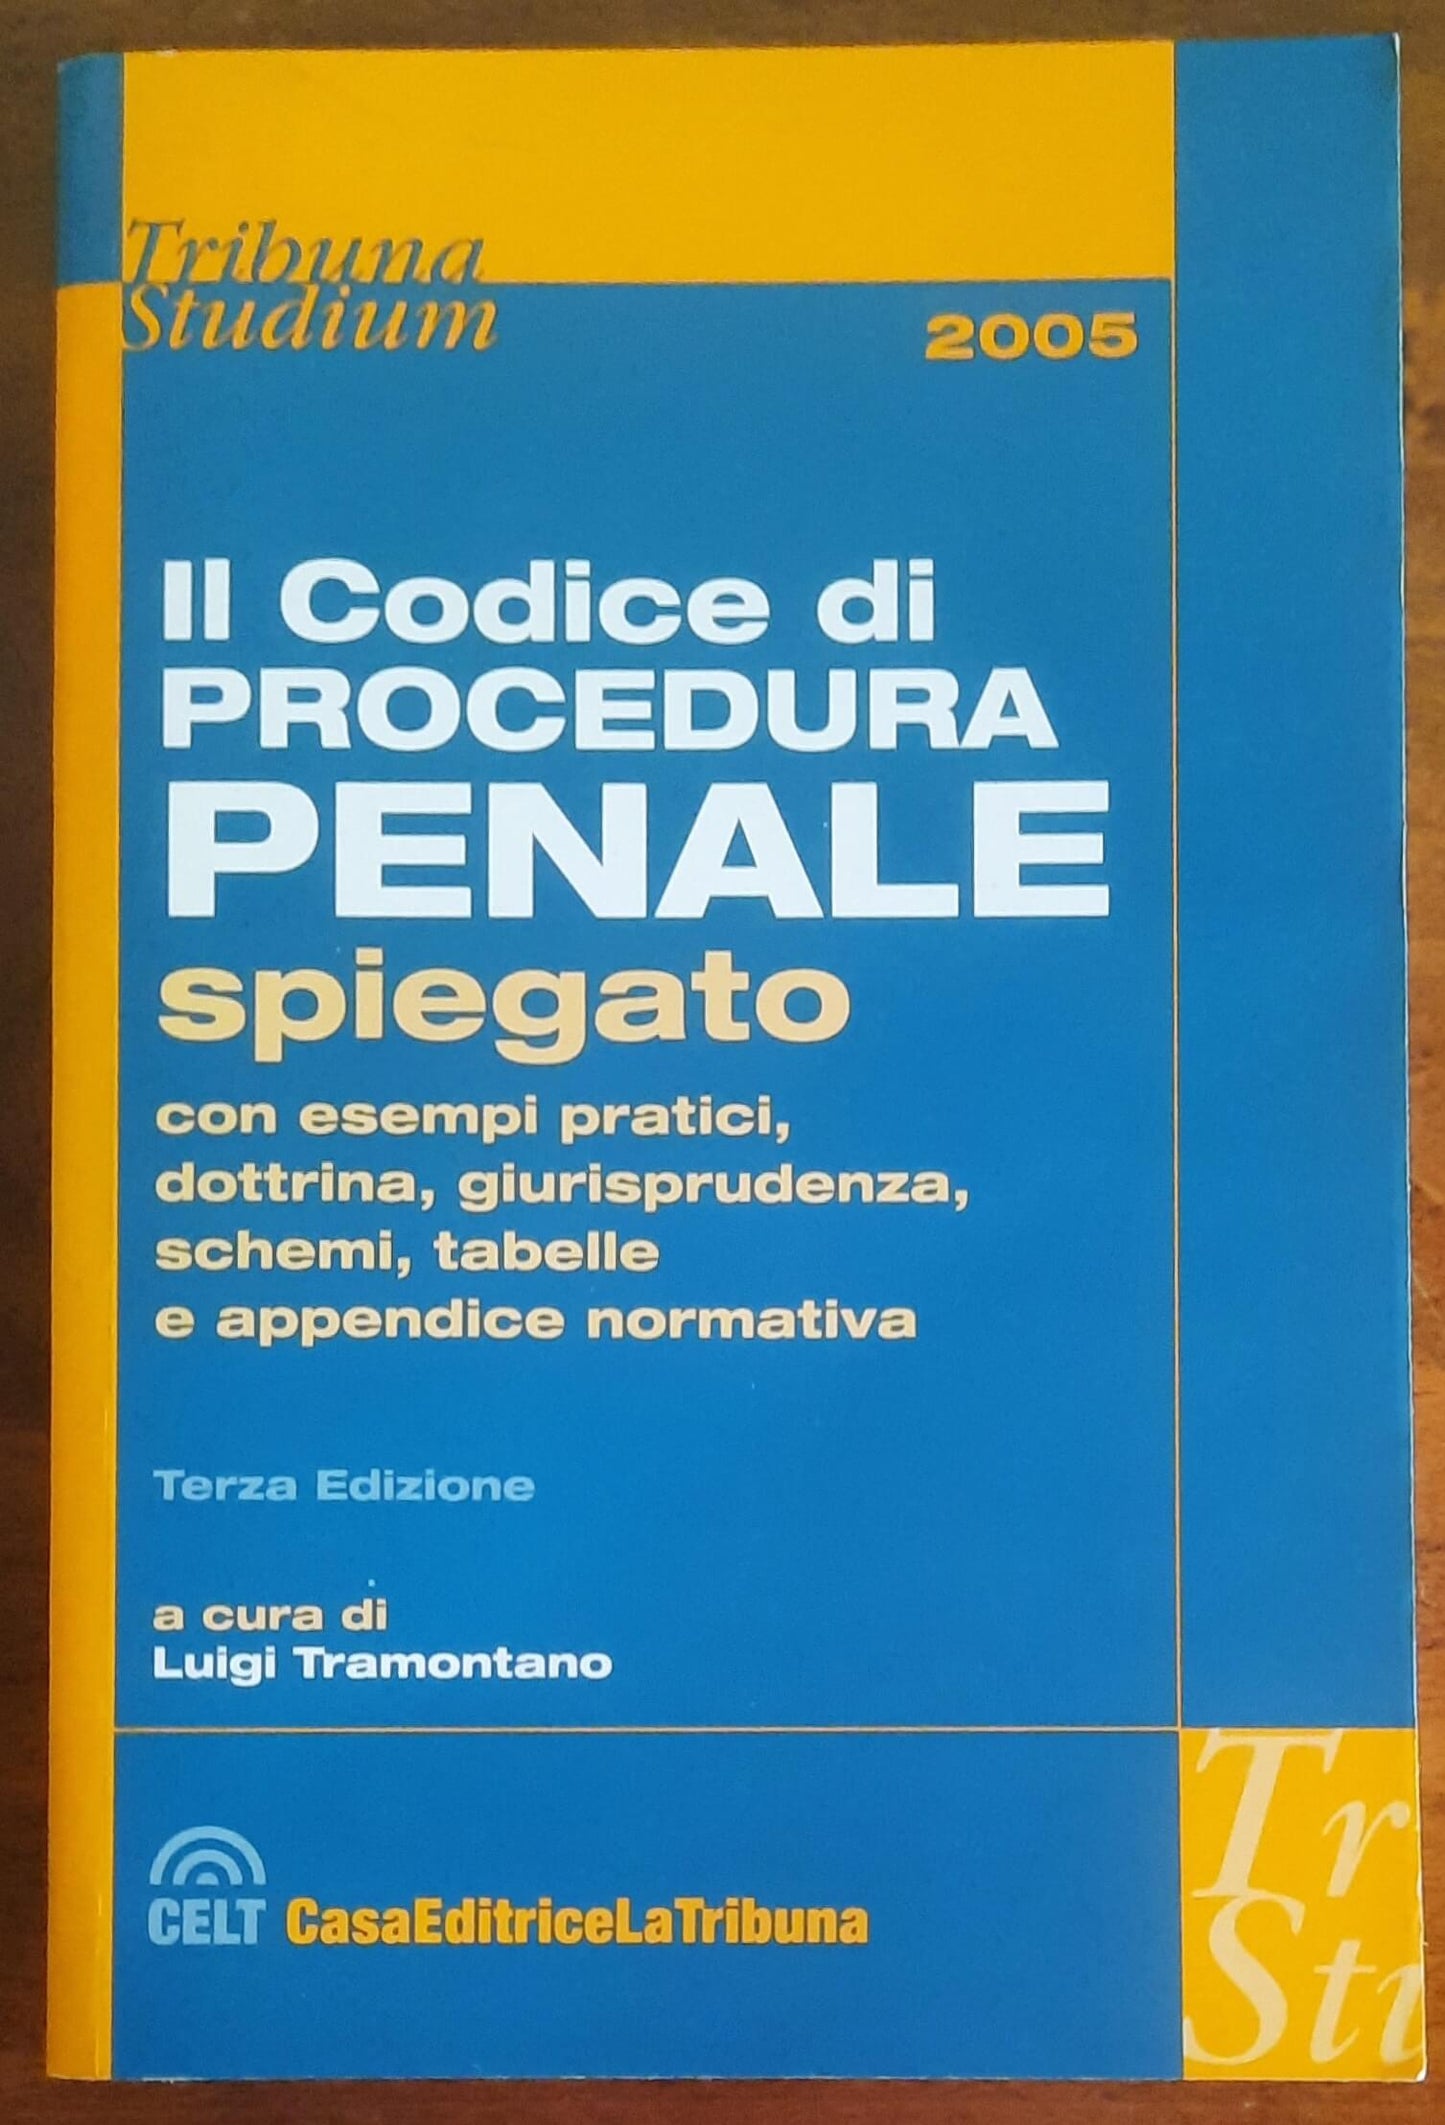 Tribuna
Studium
2005
Il Codice di
PROCEDURA
PENALE
spiegato
con esempi pratici,
dottrina, giurisprudenza,
schemi, tabelle
e appendice normativa
Terza Edizione
a cura di
Luigi Tramontano
CELT CasaEditriceLaTribuna
Tr
Stu